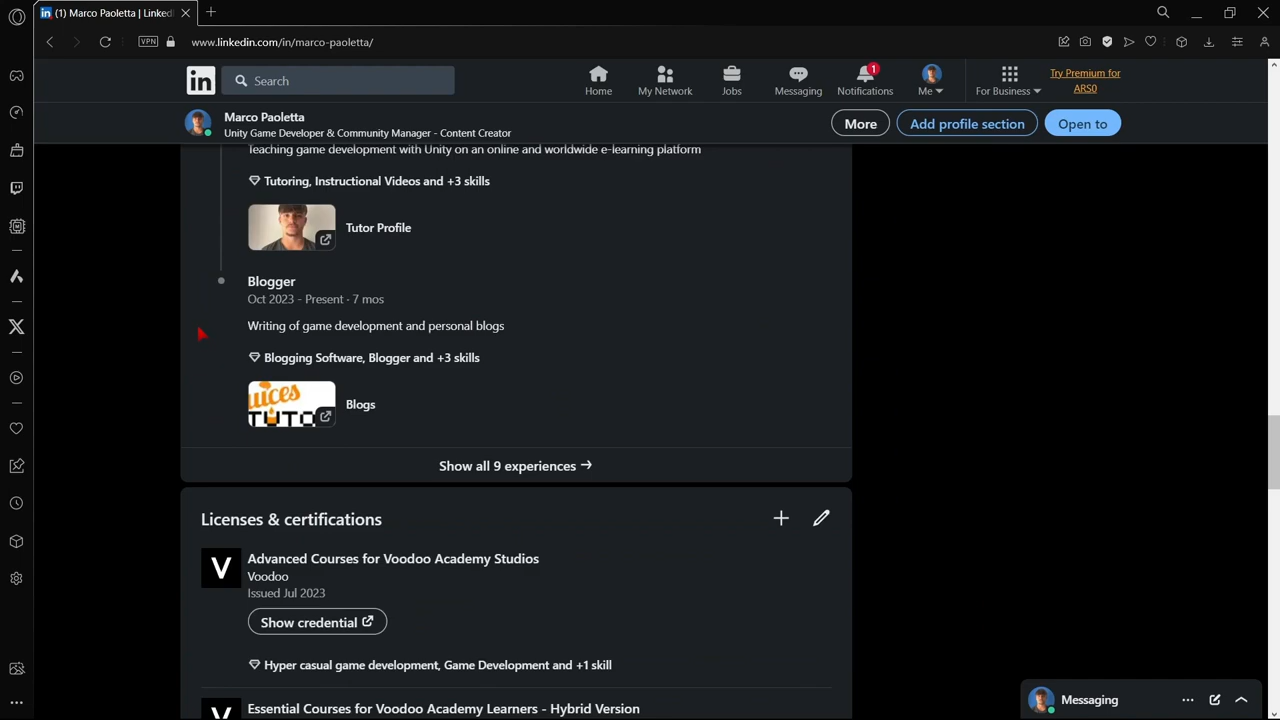 (1) Marco Paoletta | LinkedI
VPN
www.linkedin.com/in/marco-paoletta/
in
Search
Home
My Network
Jobs
Messaging
1
Notifications
Me
For Business
Try Premium for
ARS0
Marco Paoletta
Unity Game Developer & Community Manager - Content Creator
More
Add profile section
Open to
Teaching game development with Unity on an online and worldwide e-learning platform
Tutoring, Instructional Videos and +3 skills
Tutor Profile
Blogger
Oct 2023 - Present · 7 mos
Writing of game development and personal blogs
Blogging Software, Blogger and +3 skills
uices
TUTO
Blogs
Show all 9 experiences →
Licenses & certifications
V
Advanced Courses for Voodoo Academy Studios
Voodoo
Issued Jul 2023
Show credential
Hyper casual game development, Game Development and +1 skill
Essential Courses for Voodoo Academy Learners - Hybrid Version
Messaging